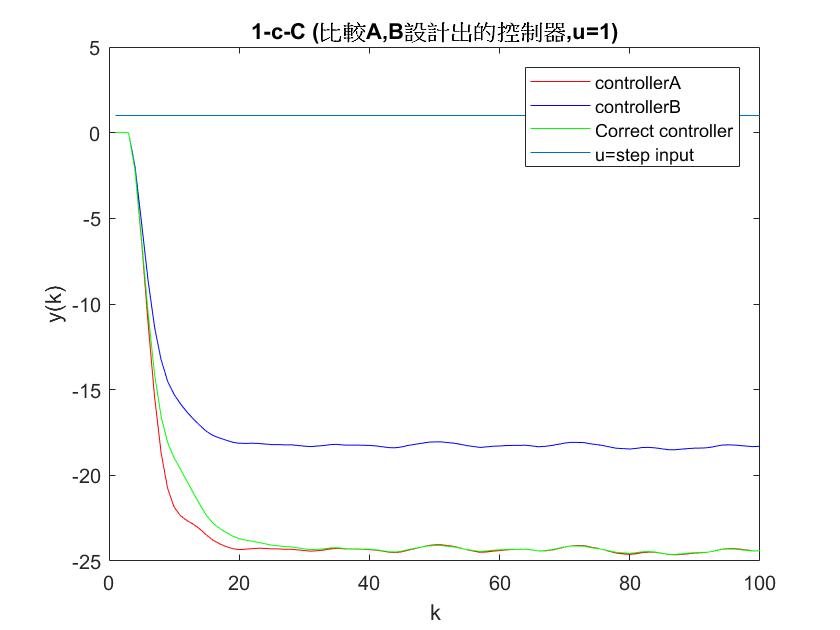 1-c-C (比較A,B設計出的控制器,u=1)
controllerA
controllerB
Correct controller
u=step input
5
0
-5
-10
-15
-20
-25
y(k)
0 20 40 60 80 100
k